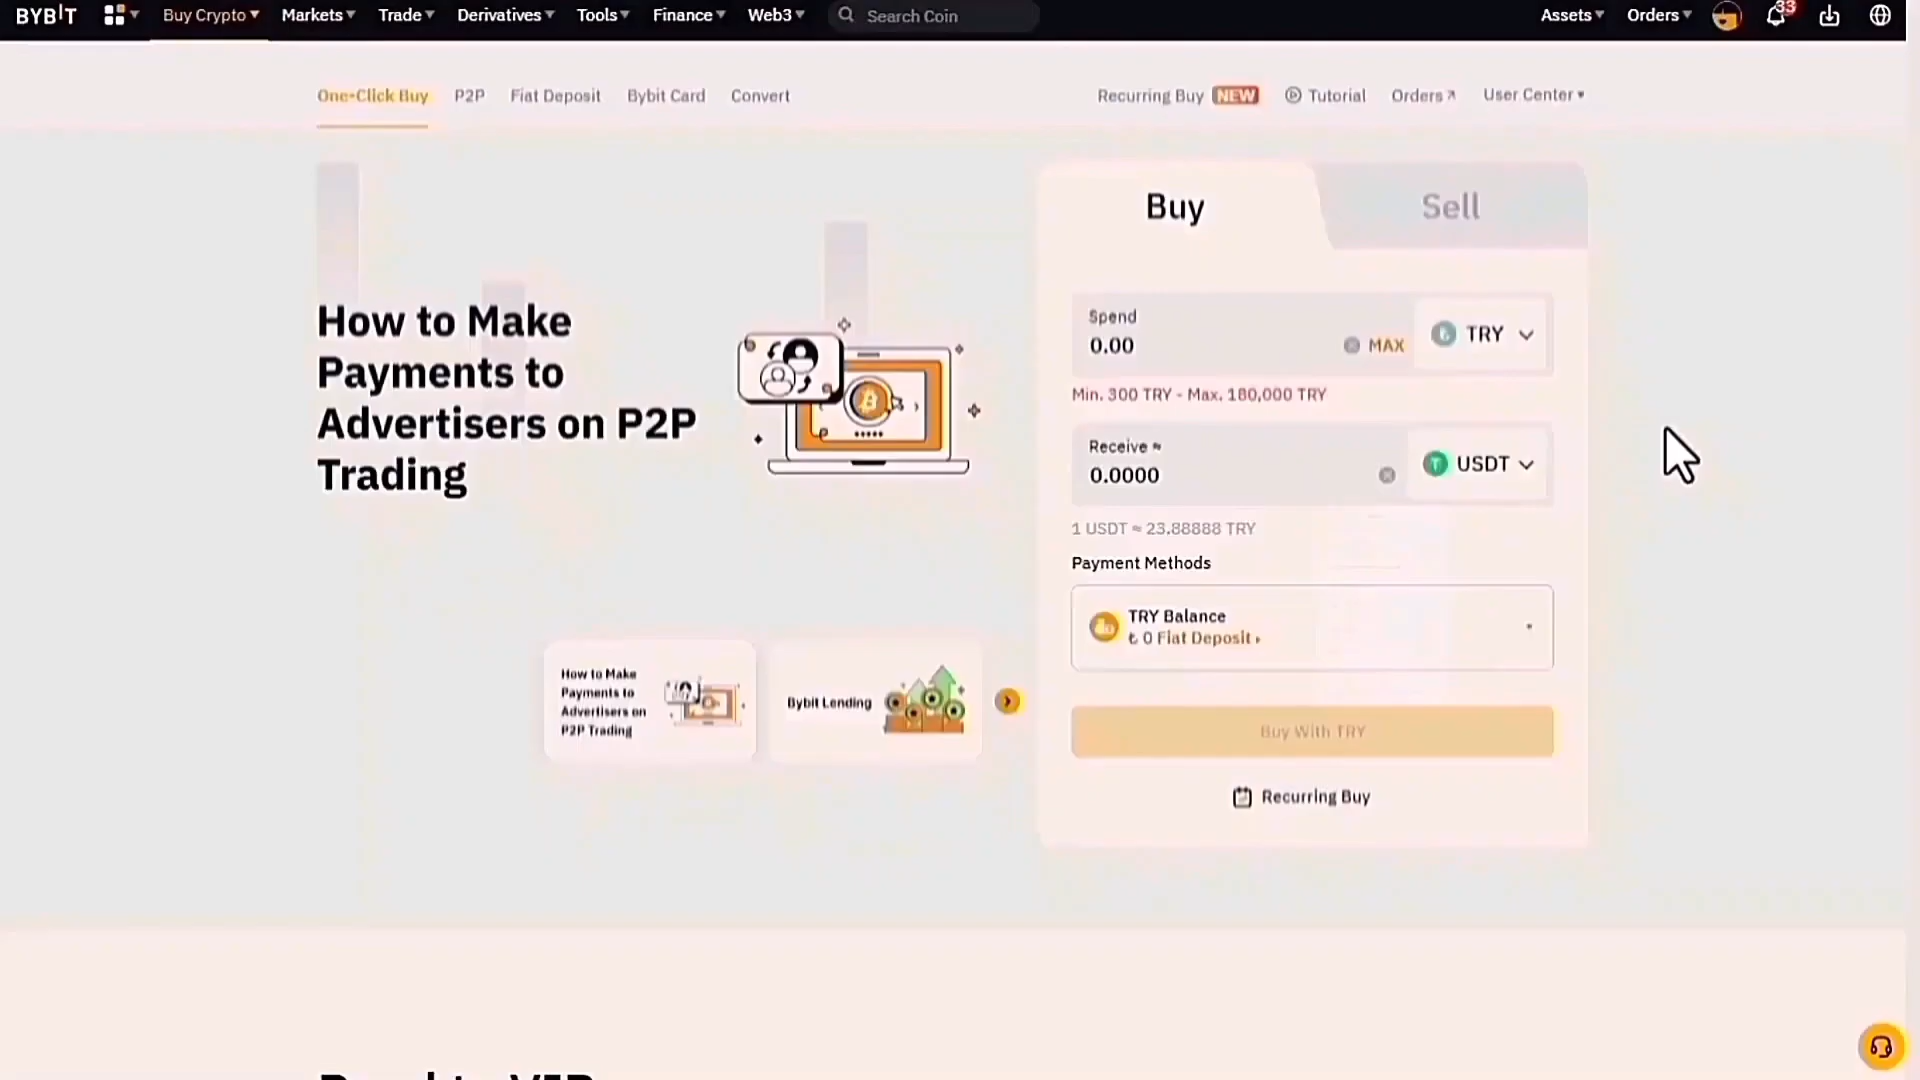 BYBIT Buy Crypto Markets Trade Derivatives Tools Finance Web3 Search Coin Assets Orders 33
One-Click Buy P2P Fiat Deposit Bybit Card Convert Recurring Buy NEW Tutorial Orders User Center
Buy Sell
How to Make
Payments to
Advertisers on P2P
Trading
Spend
0.00 MAX TRY
Min. 300 TRY - Max. 180,000 TRY
Receive ≈
0.0000 USDT
1 USDT ≈ 23.88888 TRY
Payment Methods
TRY Balance
₺ 0 Fiat Deposit
How to Make
Payments to
Advertisers on
P2P Trading
Bybit Lending
Buy With TRY
Recurring Buy